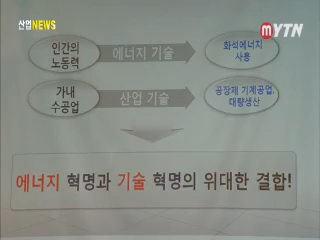 산업NEWS
mYTN
인간의
노동력
에너지 기술
화석에너지
사용
가내
수공업
산업 기술
공장제 기계공업,
대량생산
에너지 혁명과 기술 혁명의 위대한 결합!